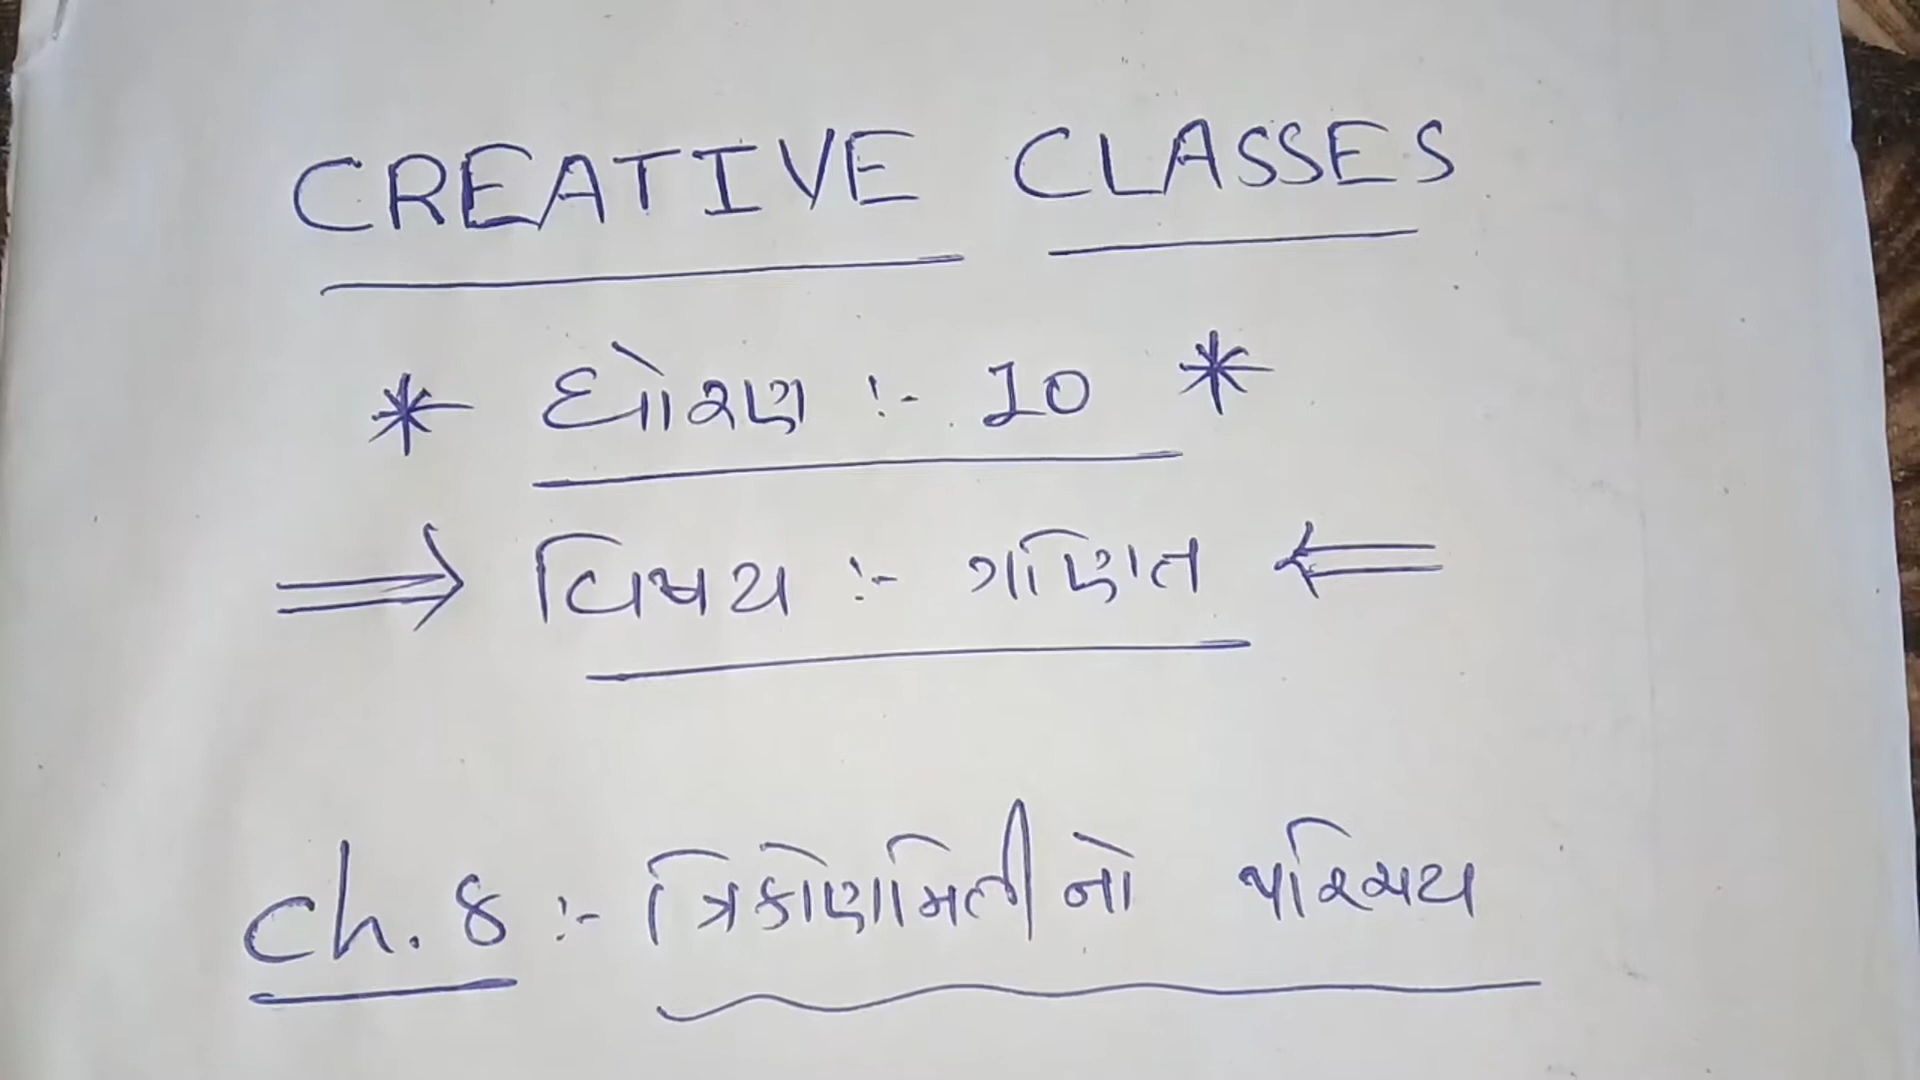 CREATIVE CLASSES
* ધોરણ :- 10 *
⇒ વિષય :- ગણિત ⇐
Ch. 8 :- ત્રિકોણમિતીનો પરિચય